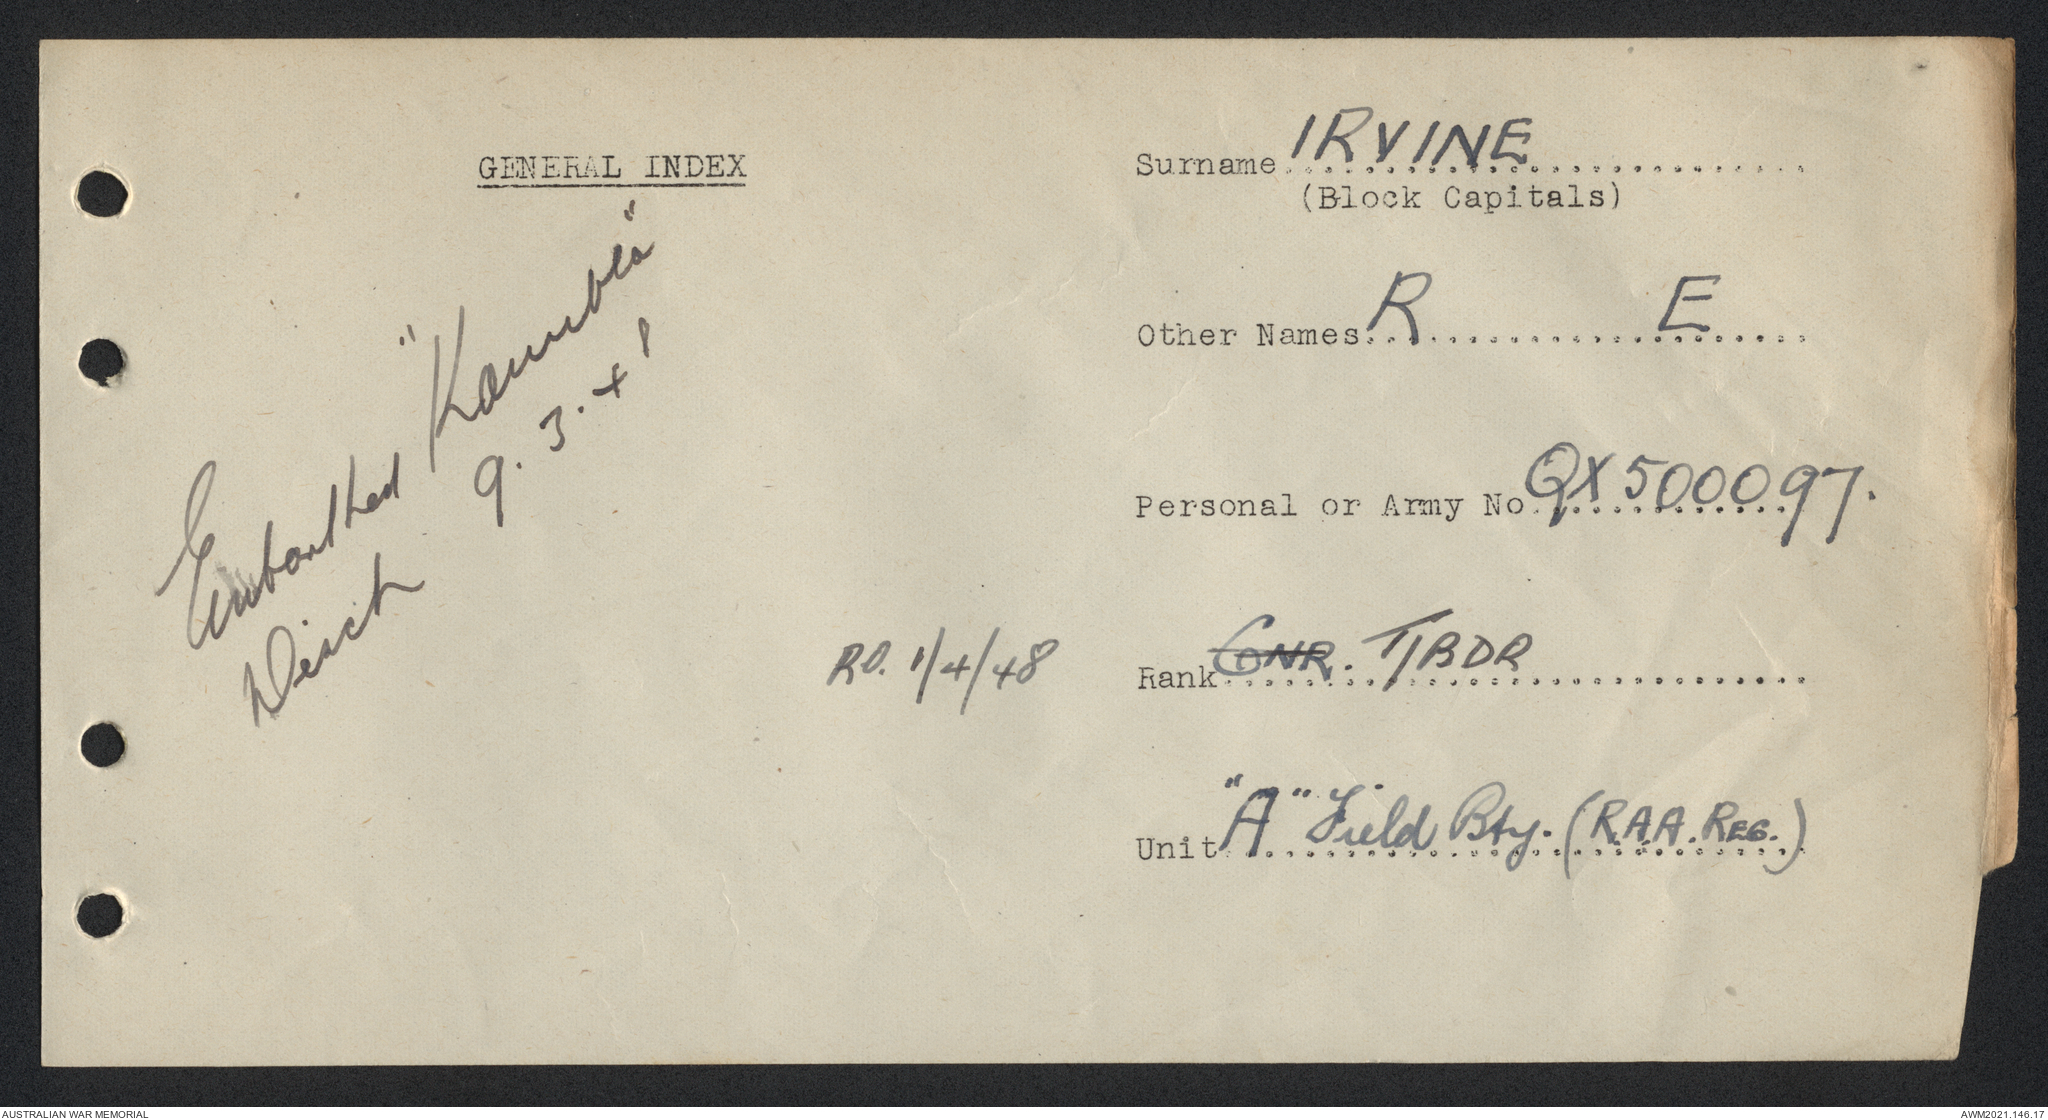 GENERAL INDEX
Surname IRVINE
(Block Capitals)
Other Names R E
Personal or Army No QX500097.
Rank GNR. T/BDR
Unit "A" Field Bty. (RAA. REG.)
RO. 1/4/48
Embarked "Kanimbla"
9.3.48
AUSTRALIAN WAR MEMORIAL
AWM2021.146.17